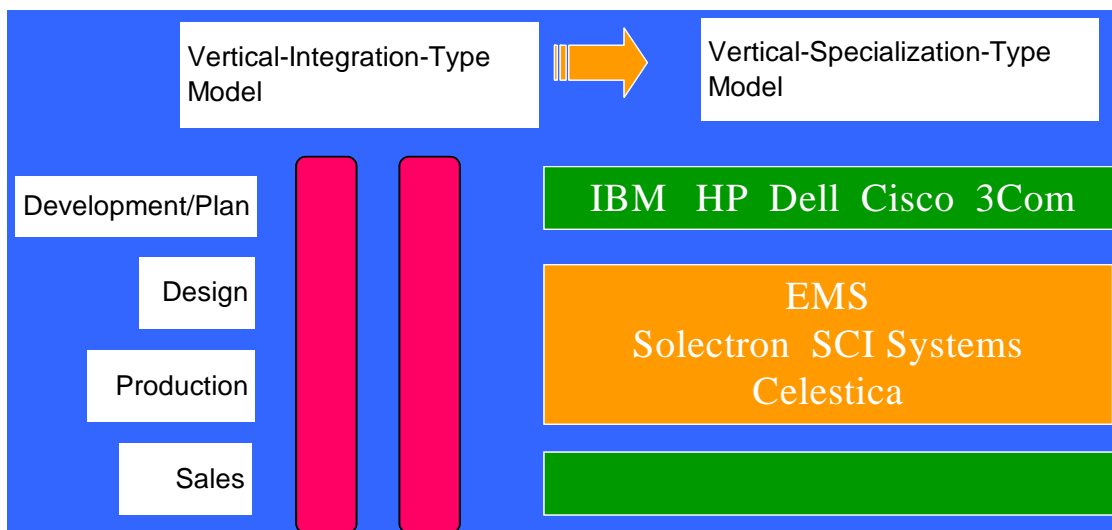 Vertical-Integration-Type
Model
Vertical-Specialization-Type
Model
Development/Plan
IBM HP Dell Cisco 3Com
Design
EMS
Solectron SCI Systems
Celestica
Production
Sales